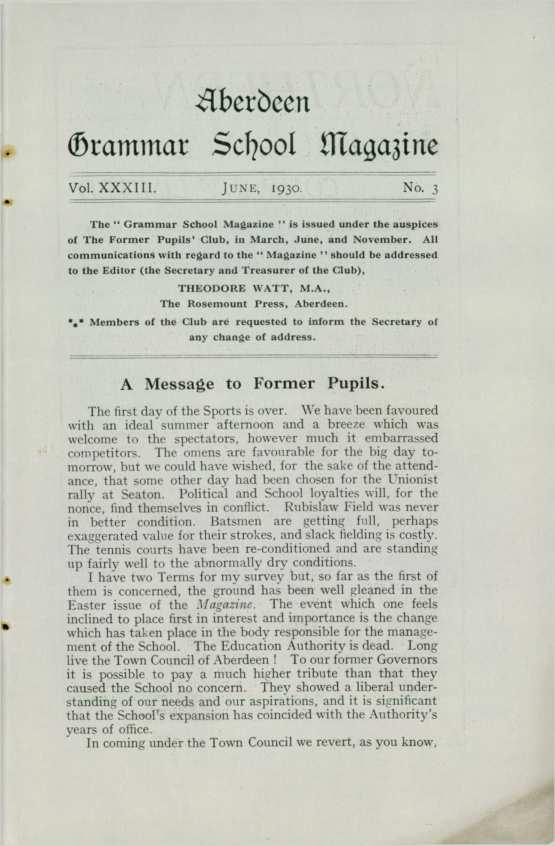 Aberdeen
Grammar School Magazine
Vol. XXXIII. JUNE, 1930. No. 3
The “ Grammar School Magazine ” is issued under the auspices
of The Former Pupils’ Club, in March, June, and November. All
communications with regard to the “ Magazine ” should be addressed
to the Editor (the Secretary and Treasurer of the Club),
THEODORE WATT, M.A.,
The Rosemount Press, Aberdeen.
*⁎* Members of the Club are requested to inform the Secretary of
any change of address.
A Message to Former Pupils.
The first day of the Sports is over. We have been favoured
with an ideal summer afternoon and a breeze which was
welcome to the spectators, however much it embarrassed
competitors. The omens are favourable for the big day to-
morrow, but we could have wished, for the sake of the attend-
ance, that some other day had been chosen for the Unionist
rally at Seaton. Political and School loyalties will, for the
nonce, find themselves in conflict. Rubislaw Field was never
in better condition. Batsmen are getting full, perhaps
exaggerated value for their strokes, and slack fielding is costly.
The tennis courts have been re-conditioned and are standing
up fairly well to the abnormally dry conditions.
I have two Terms for my survey but, so far as the first of
them is concerned, the ground has been well gleaned in the
Easter issue of the Magazine. The event which one feels
inclined to place first in interest and importance is the change
which has taken place in the body responsible for the manage-
ment of the School. The Education Authority is dead. Long
live the Town Council of Aberdeen ! To our former Governors
it is possible to pay a much higher tribute than that they
caused the School no concern. They showed a liberal under-
standing of our needs and our aspirations, and it is significant
that the School’s expansion has coincided with the Authority’s
years of office.
In coming under the Town Council we revert, as you know,